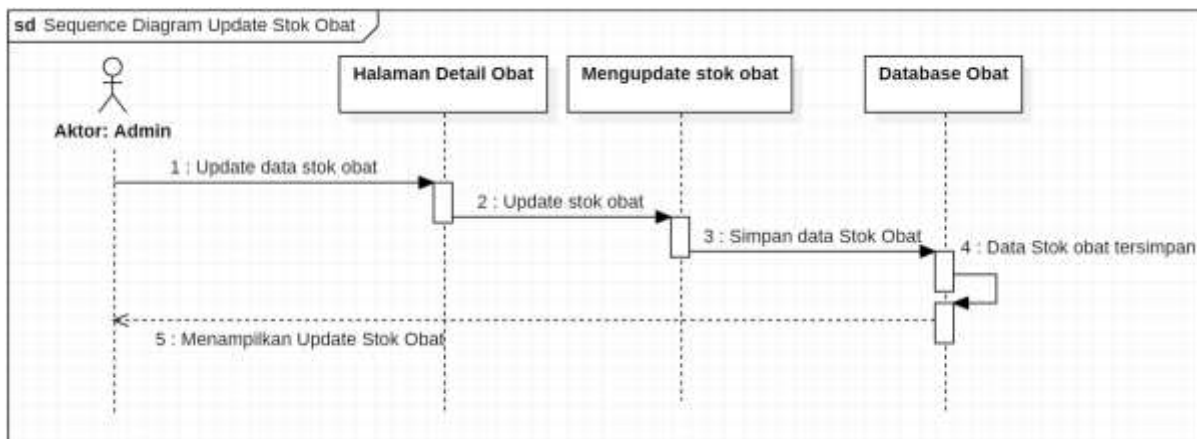 sd Sequence Diagram Update Stok Obat
Halaman Detail Obat
Mengupdate stok obat
Database Obat
Aktor: Admin
1 : Update data stok obat
2 : Update stok obat
3 : Simpan data Stok Obat
4 : Data Stok obat tersimpan
5 : Menampilkan Update Stok Obat